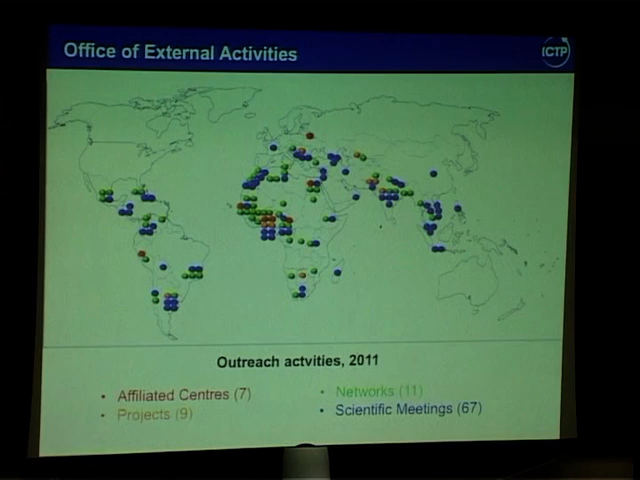 Office of External Activities
ICTP
Outreach actvities, 2011
• Affiliated Centres (7)
• Projects (9)
• Networks (11)
• Scientific Meetings (67)